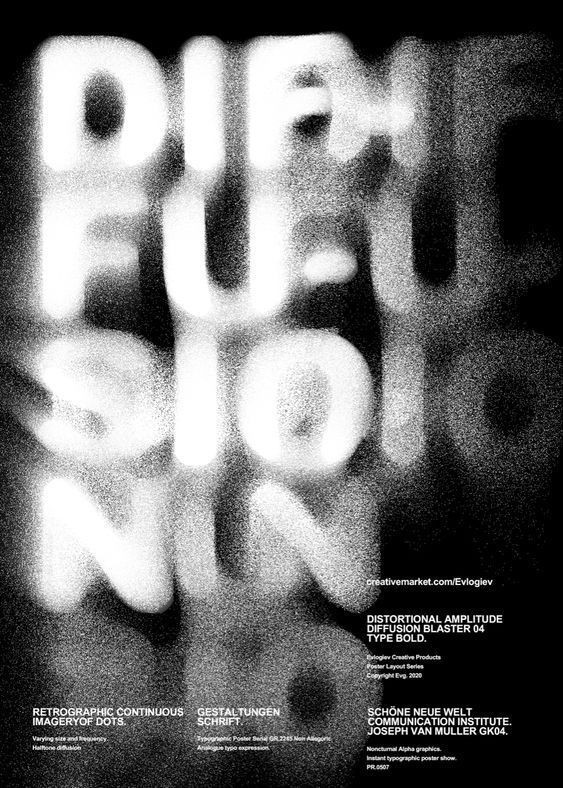 DIF-
FU-
SIO
N
creativemarket.com/Evlogiev
DISTORTIONAL AMPLITUDE
DIFFUSION BLASTER 04
TYPE BOLD.
Evlogiev Creative Products
Poster Layout Series
Copyright Evg. 2020
RETROGRAPHIC CONTINUOUS
IMAGERYOF DOTS.
Varying size and frequency.
Halftone diffusion
GESTALTUNGEN
SCHRIFT.
Typographic Poster Serial GR.2245 Non Allegoric
Analogue typo expression.
SCHÖNE NEUE WELT
COMMUNICATION INSTITUTE.
JOSEPH VAN MULLER GK04.
Nocturnal Alpha graphics.
Instant typographic poster show.
PR.0507